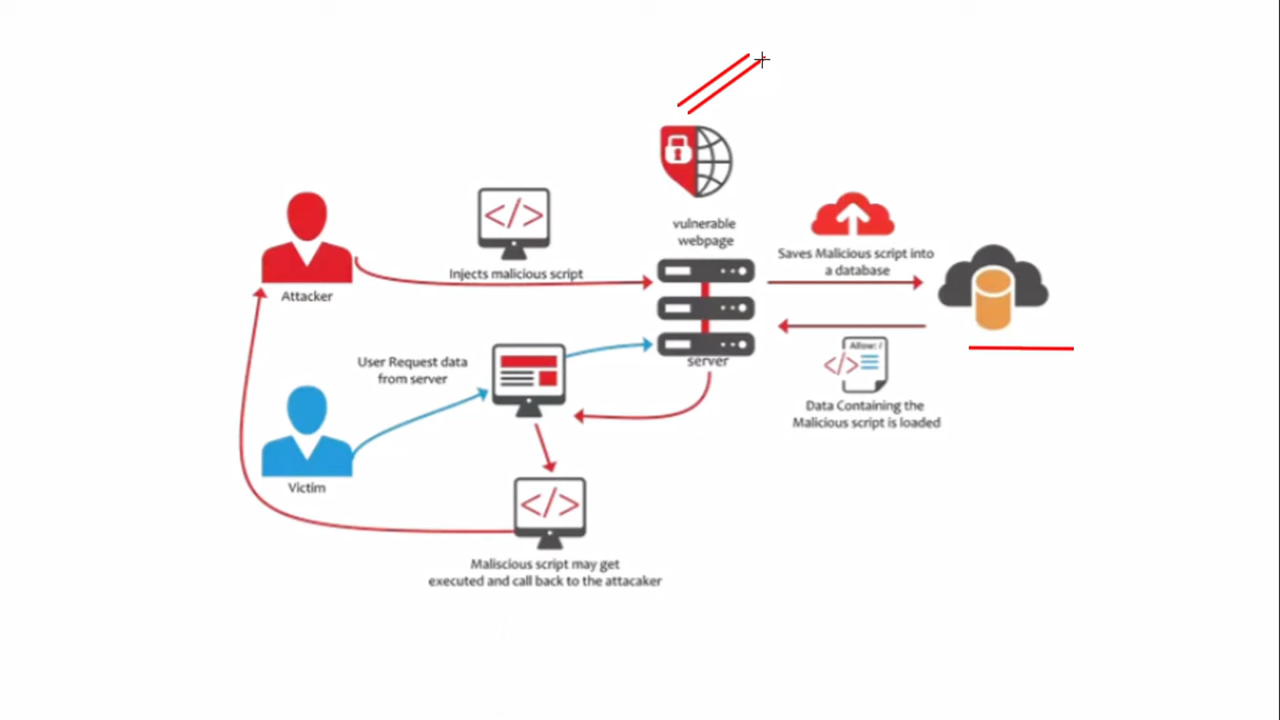 vulnerable
webpage
Injects malicious script
Attacker
Saves Malicious script into
a database
User Request data
from server
server
Allow: /
Data Containing the
Malicious script is loaded
Victim
Maliscious script may get
executed and call back to the attacaker